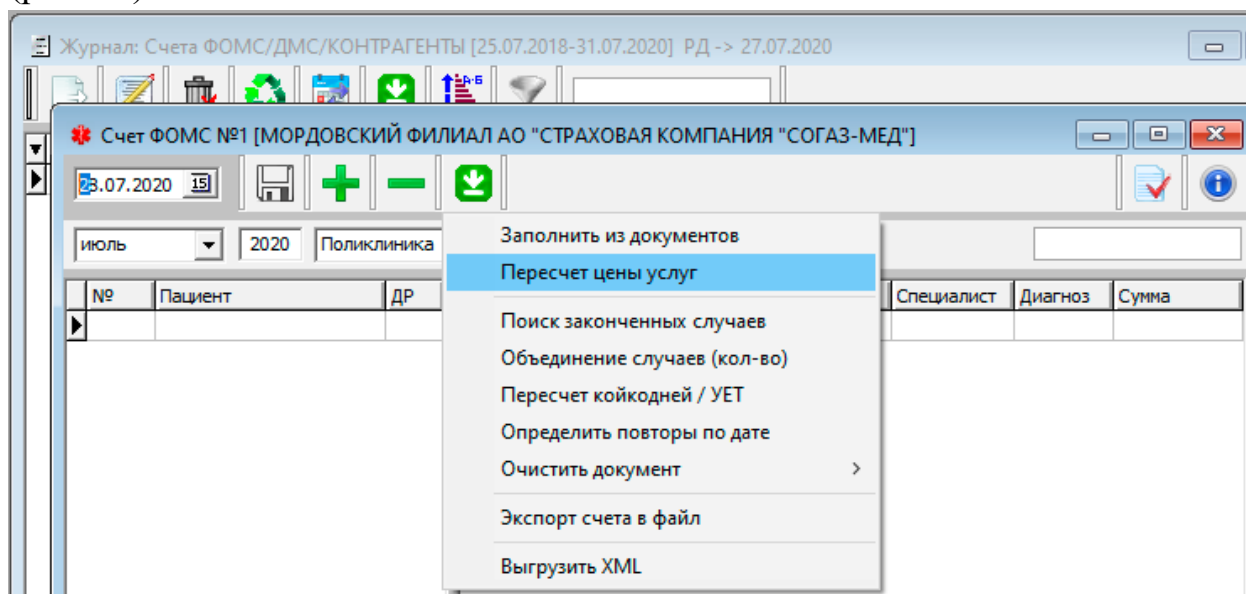 Журнал: Счета ФОМС/ДМС/КОНТРАГЕНТЫ [25.07.2018-31.07.2020] РД -> 27.07.2020
А-Б
Счет ФОМС №1 [МОРДОВСКИЙ ФИЛИАЛ АО "СТРАХОВАЯ КОМПАНИЯ "СОГАЗ-МЕД"]
23.07.2020 15
июль 2020 Поликлиника
№ Пациент ДР Специалист Диагноз Сумма
Заполнить из документов
Пересчет цены услуг
Поиск законченных случаев
Объединение случаев (кол-во)
Пересчет койкодней / УЕТ
Определить повторы по дате
Очистить документ
Экспорт счета в файл
Выгрузить XML